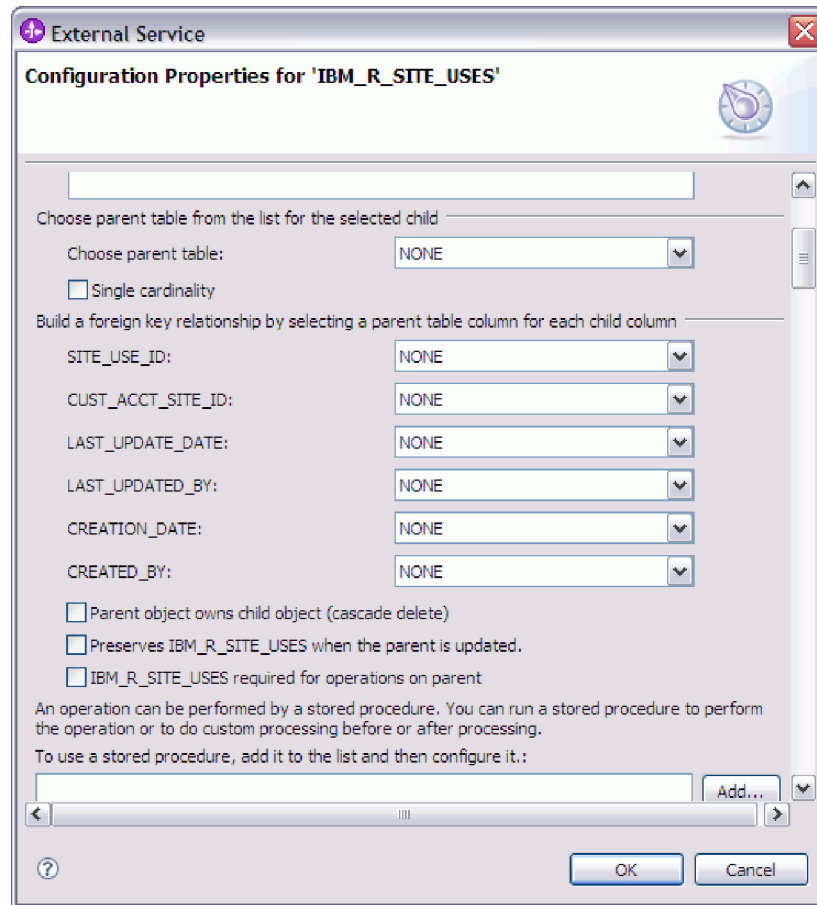 External Service
Configuration Properties for 'IBM_R_SITE_USES'
Choose parent table from the list for the selected child
Choose parent table: NONE
Single cardinality
Build a foreign key relationship by selecting a parent table column for each child column
SITE_USE_ID: NONE
CUST_ACCT_SITE_ID: NONE
LAST_UPDATE_DATE: NONE
LAST_UPDATED_BY: NONE
CREATION_DATE: NONE
CREATED_BY: NONE
Parent object owns child object (cascade delete)
Preserves IBM_R_SITE_USES when the parent is updated.
IBM_R_SITE_USES required for operations on parent
An operation can be performed by a stored procedure. You can run a stored procedure to perform
the operation or to do custom processing before or after processing.
To use a stored procedure, add it to the list and then configure it.:
Add...
OK Cancel